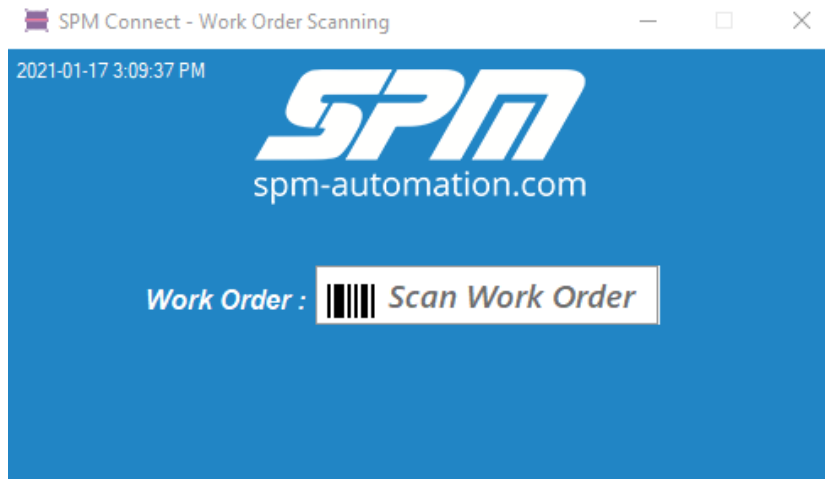 SPM Connect - Work Order Scanning
2021-01-17 3:09:37 PM
SPM
spm-automation.com
Work Order : Scan Work Order